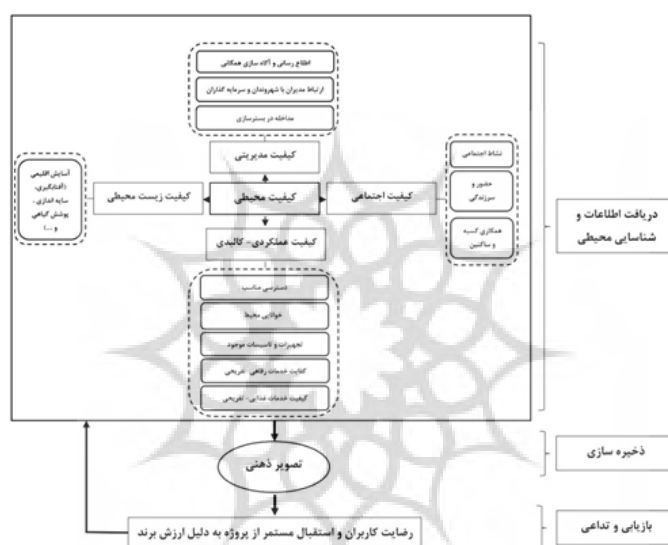 اطلاع رسانی و آگاه سازی همگانی
ارتباط مدیران با شهروندان و سرمایه گذاران
مداخله در بسترسازی
کیفیت مدیریتی
نشاط اجتماعی
حضور و
سرزندگی
همکاری کسبه
و ساکنین
کیفیت اجتماعی
کیفیت محیطی
کیفیت زیست محیطی
آسایش اقلیمی
(آفتابگیری،
سایه اندازی،
پوشش گیاهی
و ...)
کیفیت عملکردی- کالبدی
دسترسی مناسب
خوانایی محیط
تجهیزات و تاسیسات موجود
کفایت خدمات رفاهی- تفریحی
کیفیت خدمات غذایی- تفریحی
دریافت اطلاعات و
شناسایی محیطی
تصویر ذهنی
ذخیره سازی
رضایت کاربران و استقبال مستمر از پروژه به دلیل ارزش برند
بازیابی و تداعی